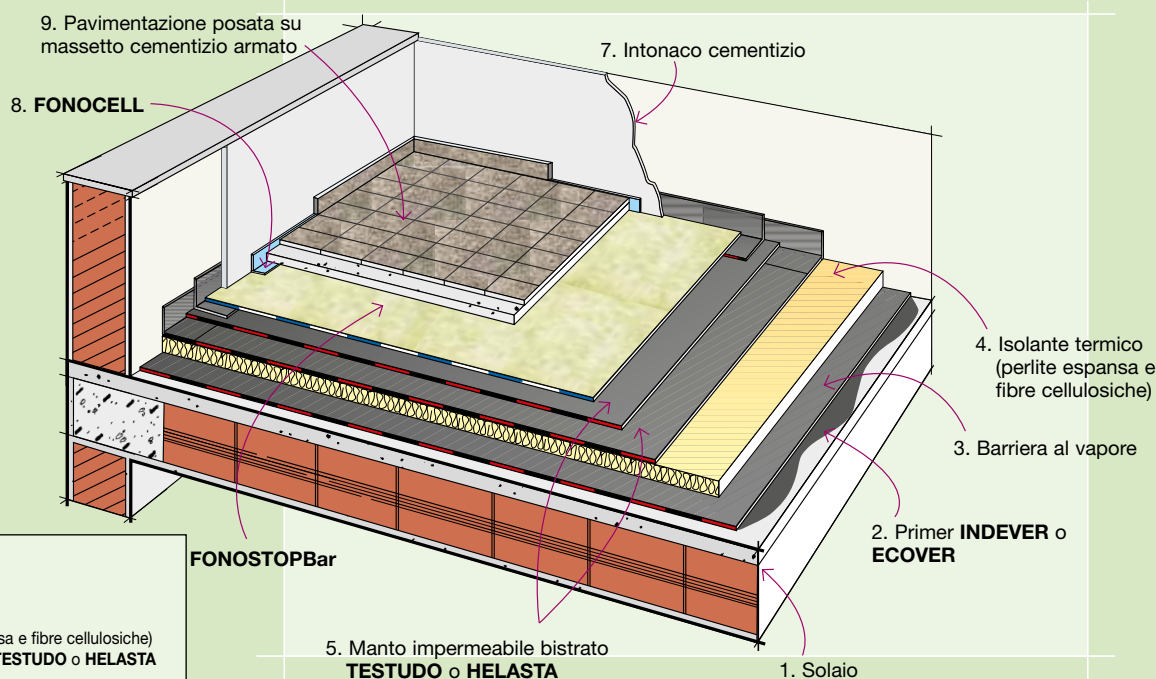 9. Pavimentazione posata su
massetto cementizio armato
7. Intonaco cementizio
8. FONOCELL
4. Isolante termico
(perlite espansa e
fibre cellulosiche)
3. Barriera al vapore
2. Primer INDEVER o
ECOVER
FONOSTOPBar
5. Manto impermeabile bistrato
TESTUDO o HELASTA
1. Solaio
e fibre cellulosiche)
TESTUDO o HELASTA